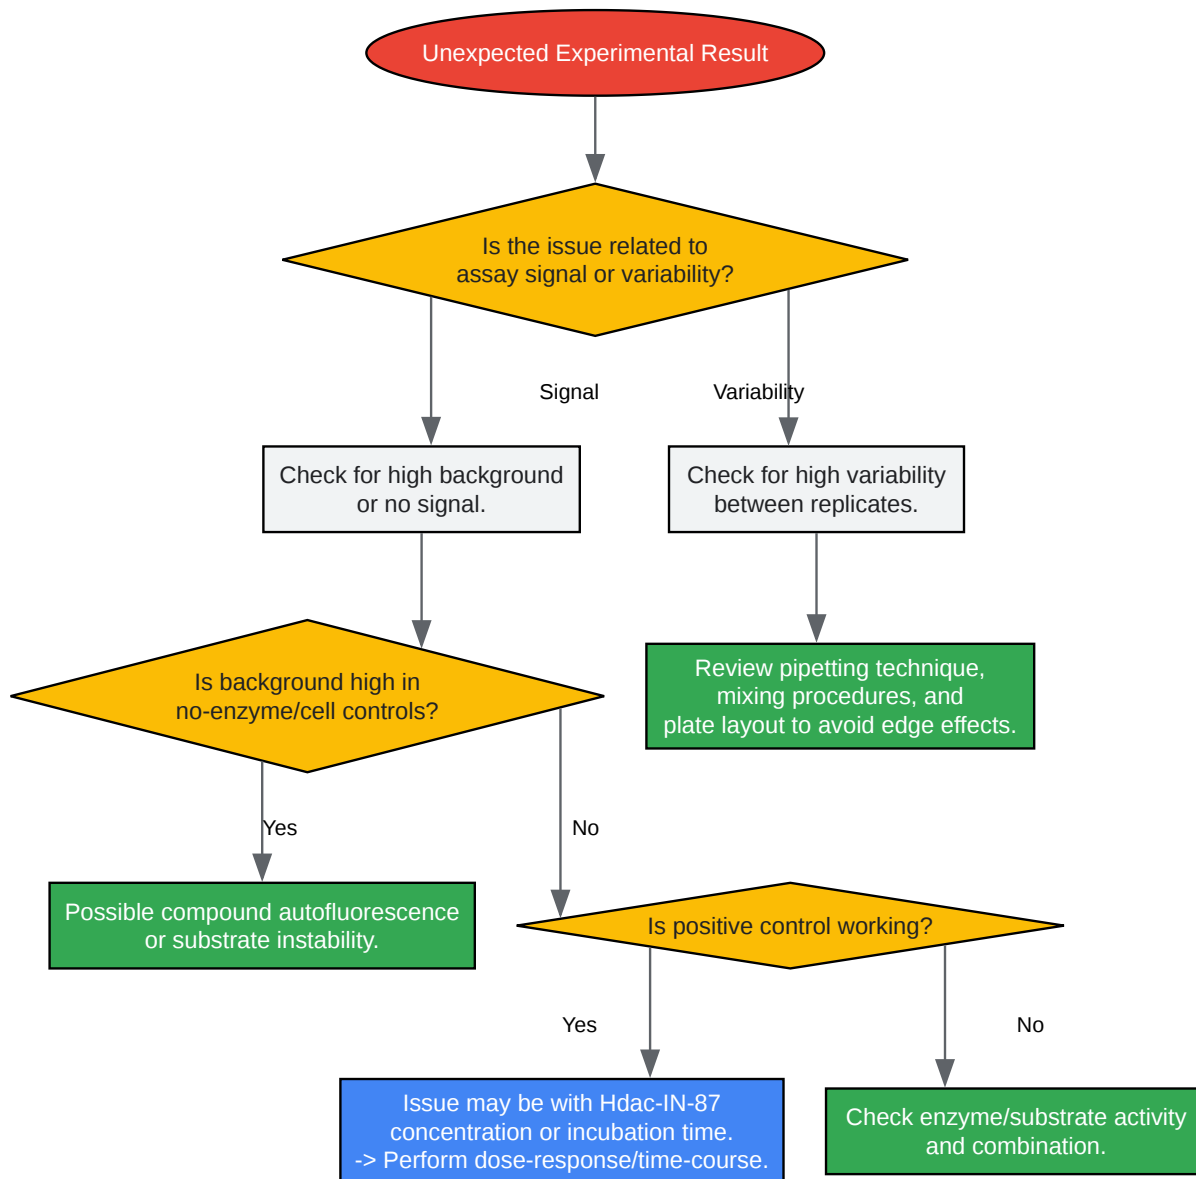 Unexpected Experimental Result
Is the issue related to
assay signal or variability?
Signal
Variability
Check for high background
or no signal.
Check for high variability
between replicates.
Is background high in
no-enzyme/cell controls?
Review pipetting technique,
mixing procedures, and
plate layout to avoid edge effects.
Yes
No
Possible compound autofluorescence
or substrate instability.
Is positive control working?
Yes
No
Issue may be with Hdac-IN-87
concentration or incubation time.
-> Perform dose-response/time-course.
Check enzyme/substrate activity
and combination.